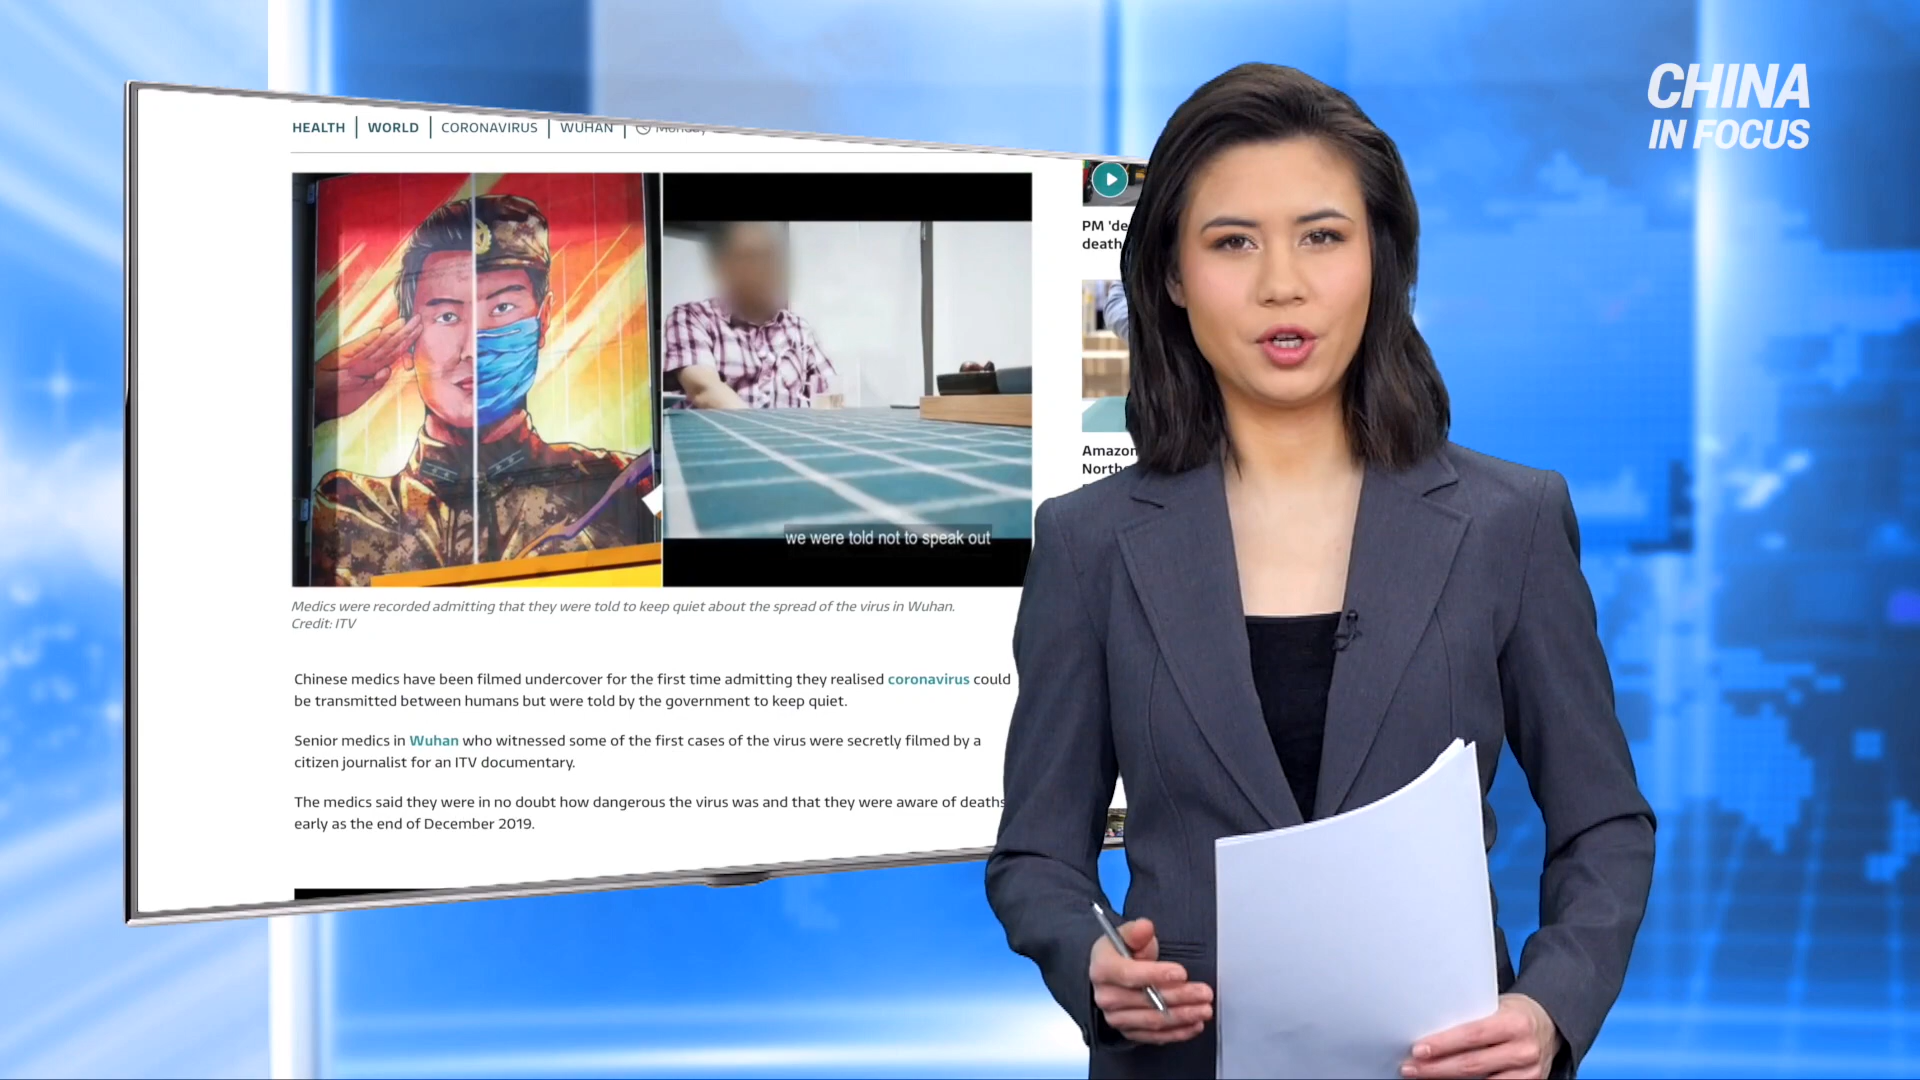 CHINA
IN FOCUS
HEALTH WORLD CORONAVIRUS WUHAN Monday
we were told not to speak out
Medics were recorded admitting that they were told to keep quiet about the spread of the virus in Wuhan.
Credit: ITV
Chinese medics have been filmed undercover for the first time admitting they realised coronavirus could
be transmitted between humans but were told by the government to keep quiet.
Senior medics in Wuhan who witnessed some of the first cases of the virus were secretly filmed by a
citizen journalist for an ITV documentary.
The medics said they were in no doubt how dangerous the virus was and that they were aware of deaths
early as the end of December 2019.
PM 'de
death
Amazon
North